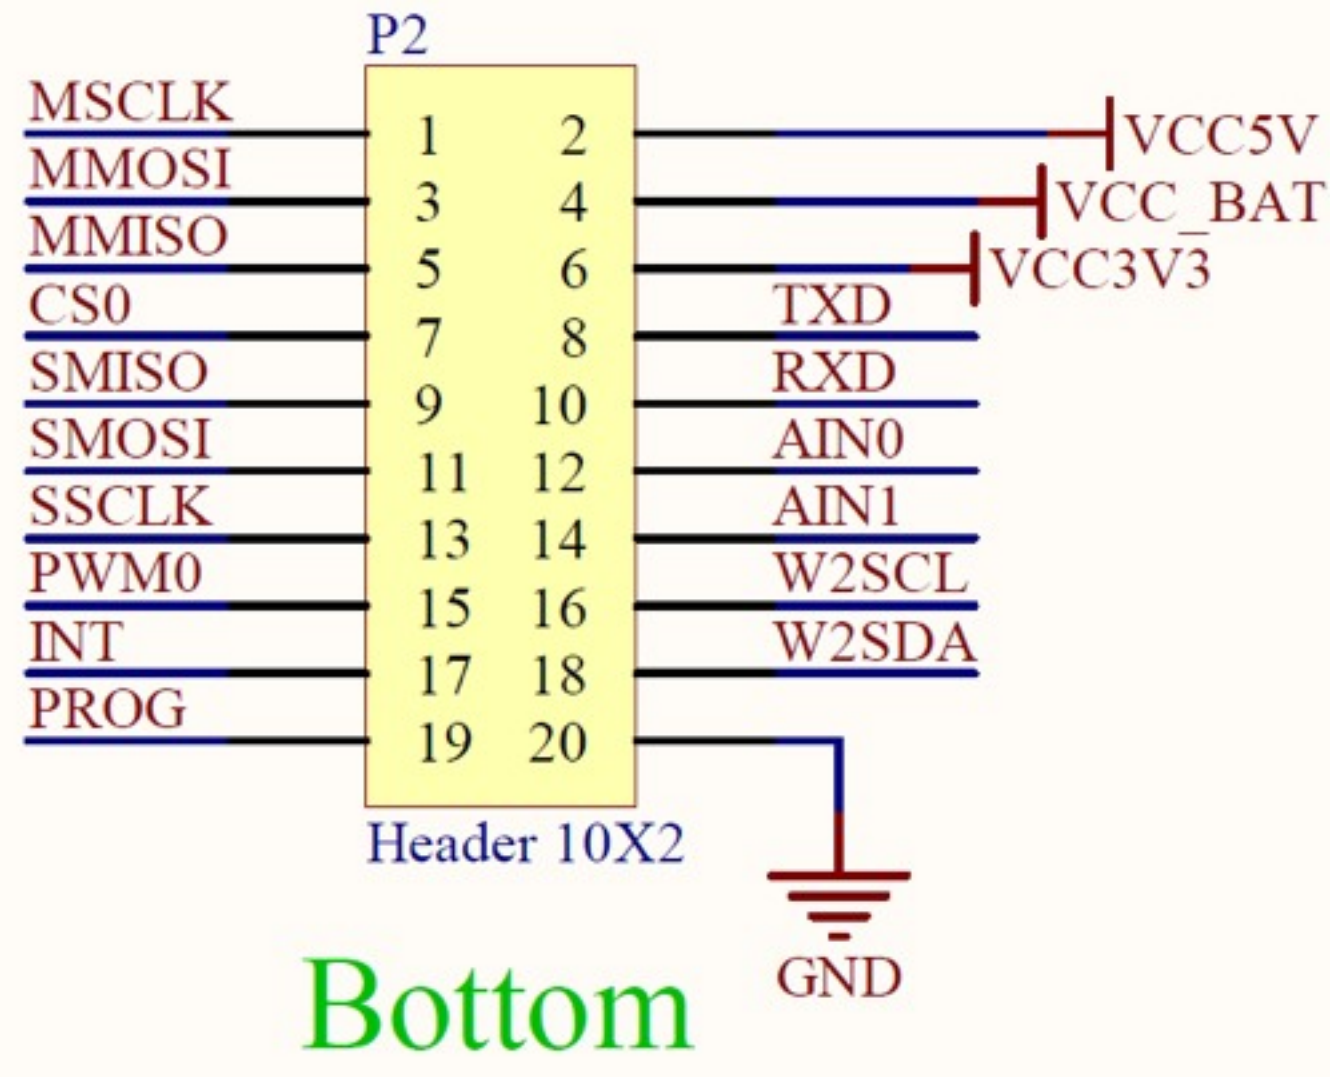 P2
MSCLK 1 2 VCC5V
MMOSI 3 4 VCC_BAT
MMISO 5 6 VCC3V3
CS0 7 8 TXD
SMISO 9 10 RXD
SMOSI 11 12 AIN0
SSCLK 13 14 AIN1
PWM0 15 16 W2SCL
INT 17 18 W2SDA
PROG 19 20
Header 10X2
GND
Bottom